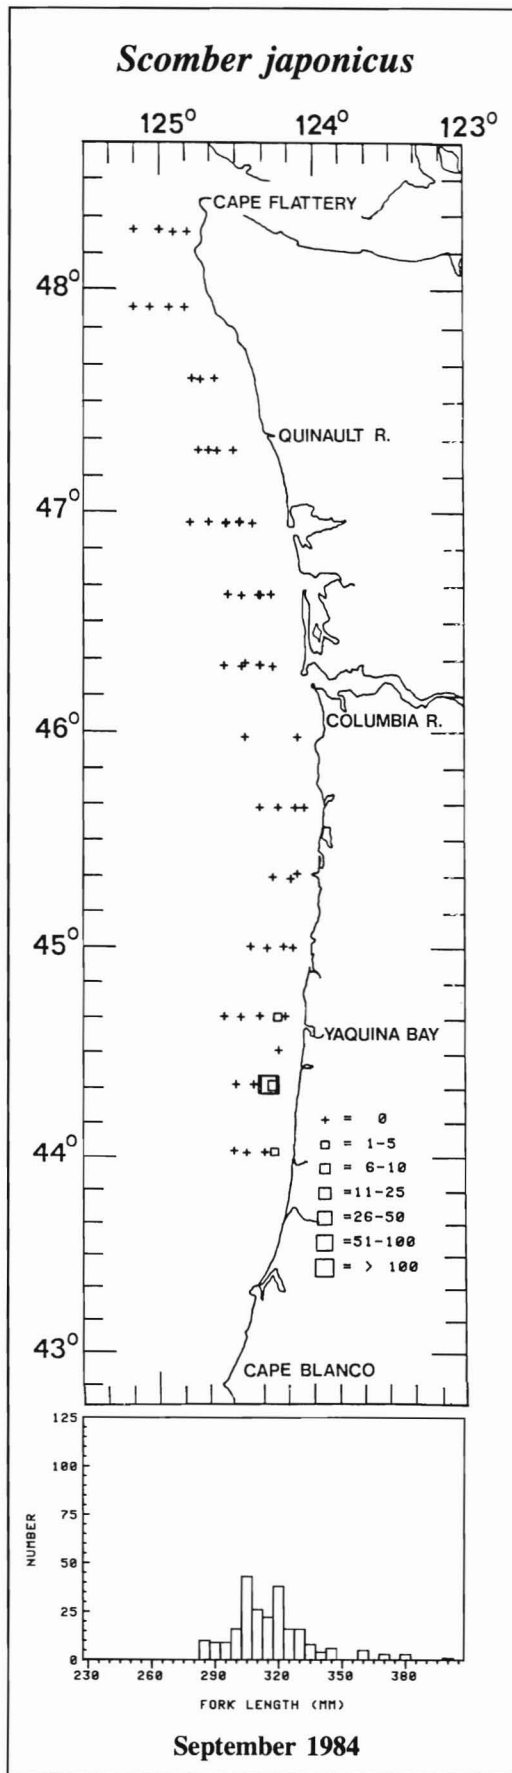 Scomber japonicus
125° 124° 123°
CAPE FLATTERY
48°
QUINAULT R.
47°
COLUMBIA R.
46°
45°
YAQUINA BAY
+ = 0
□ = 1-5
44°
□ = 6-10
□ =11-25
□ =26-50
□ =51-100
□ = > 100
43°
CAPE BLANCO
125
100
75
50
25
0
NUMBER
230 260 290 320 350 380
FORK LENGTH (MM)
September 1984